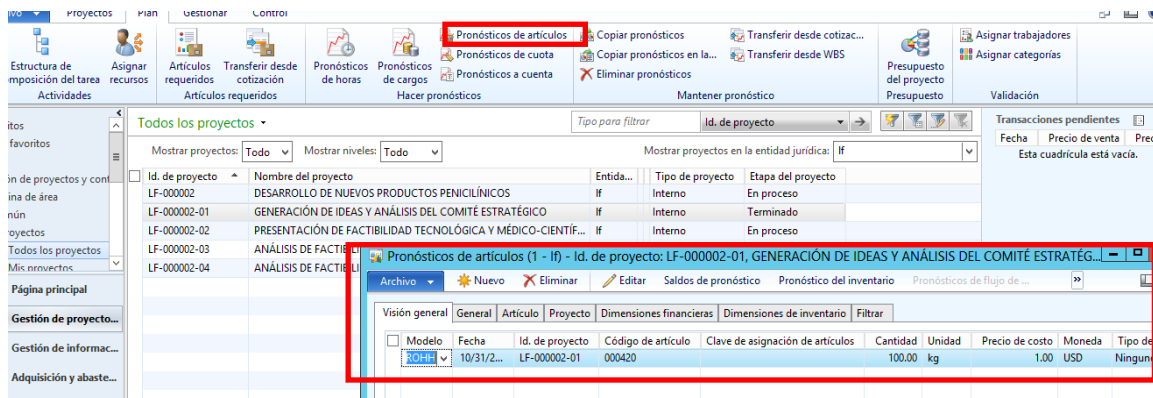 Proyectos Plan Gestionar Control
Estructura de
del tarea
Actividades
Asignar
recursos
Artículos
requeridos
Transferir desde
cotización
Artículos requeridos
Pronósticos
de horas
Pronósticos
de cargos
Pronósticos de artículos
Pronósticos de cuota
Pronósticos a cuenta
Hacer pronósticos
Copiar pronósticos
Copiar pronósticos en la...
Eliminar pronósticos
Transferir desde cotizac...
Transferir desde WBS
Mantener pronóstico
Presupuesto
del proyecto
Presupuesto
Asignar trabajadores
Asignar categorías
Validación
favoritos
de proyectos y cont
de área
Todos los proyectos
Mis proyectos
Página principal
Gestión de proyecto...
Gestión de informac...
Adquisición y abaste...
Todos los proyectos
Tipo para filtrar
Id. de proyecto
Mostrar proyectos: Todo
Mostrar niveles: Todo
Mostrar proyectos en la entidad jurídica: lf
Id. de proyecto Nombre del proyecto Entida... Tipo de proyecto Etapa del proyecto
LF-000002 DESARROLLO DE NUEVOS PRODUCTOS PENICILÍNICOS lf Interno En proceso
LF-000002-01 GENERACIÓN DE IDEAS Y ANÁLISIS DEL COMITÉ ESTRATÉGICO lf Interno Terminado
LF-000002-02 PRESENTACIÓN DE FACTIBILIDAD TECNOLÓGICA Y MÉDICO-CIENTÍF... lf Interno En proceso
LF-000002-03 ANÁLISIS DE
LF-000002-04 ANÁLISIS DE
Transacciones pendientes
Fecha Precio de venta
Esta cuadrícula está vacía.
Pronósticos de artículos (1 - lf) - Id. de proyecto: LF-000002-01, GENERACIÓN DE IDEAS Y ANÁLISIS DEL COMITÉ ESTRATÉG...
Archivo Nuevo Eliminar Editar Saldos de pronóstico Pronóstico del inventario Pronósticos de flujo de ... »
Visión general General Artículo Proyecto Dimensiones financieras Dimensiones de inventario Filtrar
Modelo Fecha Id. de proyecto Código de artículo Clave de asignación de artículos Cantidad Unidad Precio de costo Moneda Tipo de
ROHH 10/31/2... LF-000002-01 000420 100.00 kg 1.00 USD